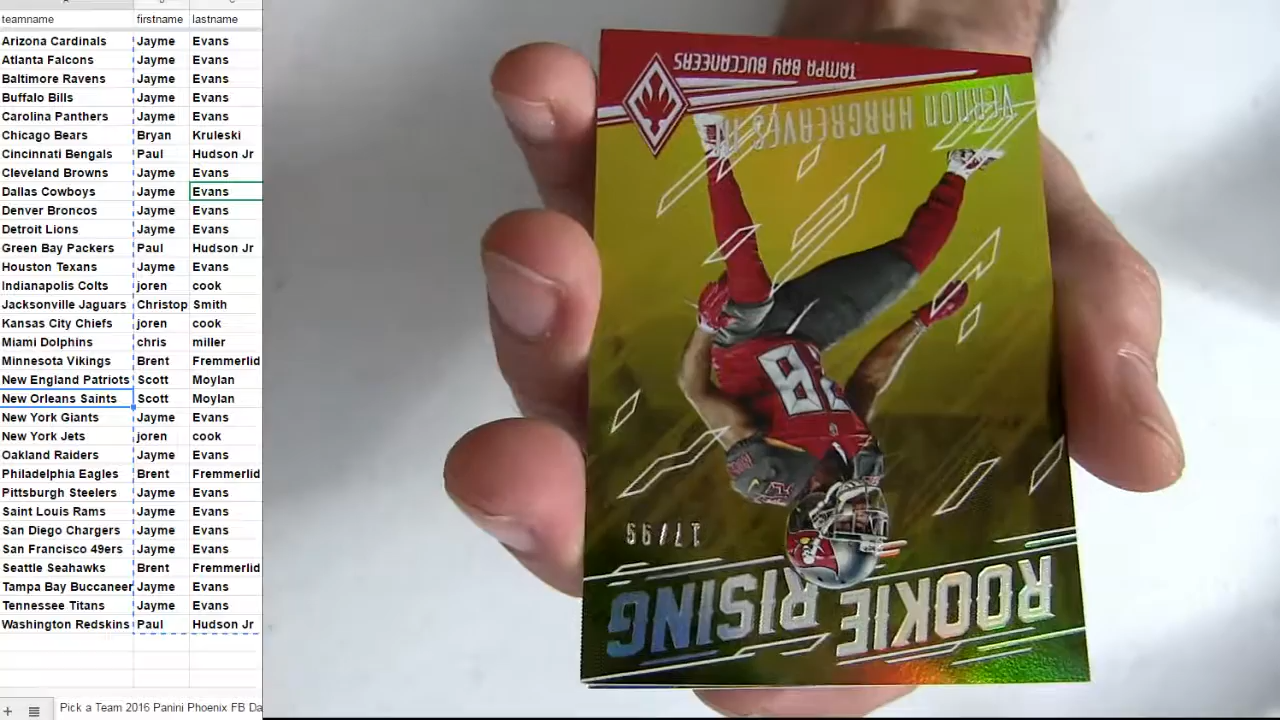 teamname firstname lastname
Arizona Cardinals Jayme Evans
Atlanta Falcons Jayme Evans
Baltimore Ravens Jayme Evans
Buffalo Bills Jayme Evans
Carolina Panthers Jayme Evans
Chicago Bears Bryan Kruleski
Cincinnati Bengals Paul Hudson Jr
Cleveland Browns Jayme Evans
Dallas Cowboys Jayme Evans
Denver Broncos Jayme Evans
Detroit Lions Jayme Evans
Green Bay Packers Paul Hudson Jr
Houston Texans Jayme Evans
Indianapolis Colts joren cook
Jacksonville Jaguars Christop Smith
Kansas City Chiefs joren cook
Miami Dolphins chris miller
Minnesota Vikings Brent Fremmerlid
New England Patriots Scott Moylan
New Orleans Saints Scott Moylan
New York Giants Jayme Evans
New York Jets joren cook
Oakland Raiders Jayme Evans
Philadelphia Eagles Brent Fremmerlid
Pittsburgh Steelers Jayme Evans
Saint Louis Rams Jayme Evans
San Diego Chargers Jayme Evans
San Francisco 49ers Jayme Evans
Seattle Seahawks Brent Fremmerlid
Tampa Bay Buccaneer Jayme Evans
Tennessee Titans Jayme Evans
Washington Redskins Paul Hudson Jr
Pick a Team 2016 Panini Phoenix FB Da
ROOKIE RISING
17/99
28
VERNON HARGREAVES III
TAMPA BAY BUCCANEERS